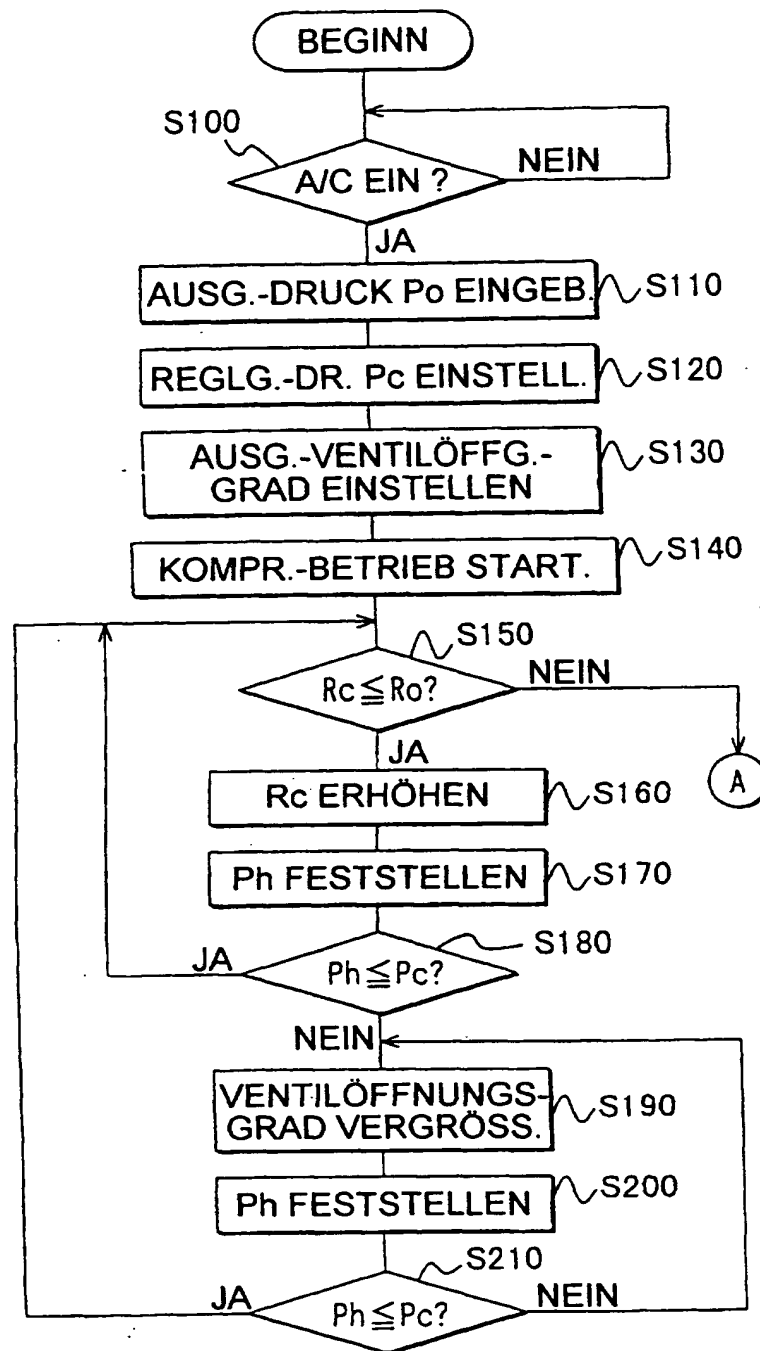 BEGINN
S100
A/C EIN ?
NEIN
JA
AUSG.-DRUCK Po EINGEB.
S110
REGLG.-DR. Pc EINSTELL.
S120
AUSG.-VENTILÖFFG.-
GRAD EINSTELLEN
S130
KOMPR.-BETRIEB START.
S140
S150
Rc≦Ro?
NEIN
JA
A
Rc ERHÖHEN
S160
Ph FESTSTELLEN
S170
S180
JA
Ph≦Pc?
NEIN
VENTILÖFFNUNGS-
GRAD VERGRÖSS.
S190
Ph FESTSTELLEN
S200
S210
JA
Ph≦Pc?
NEIN